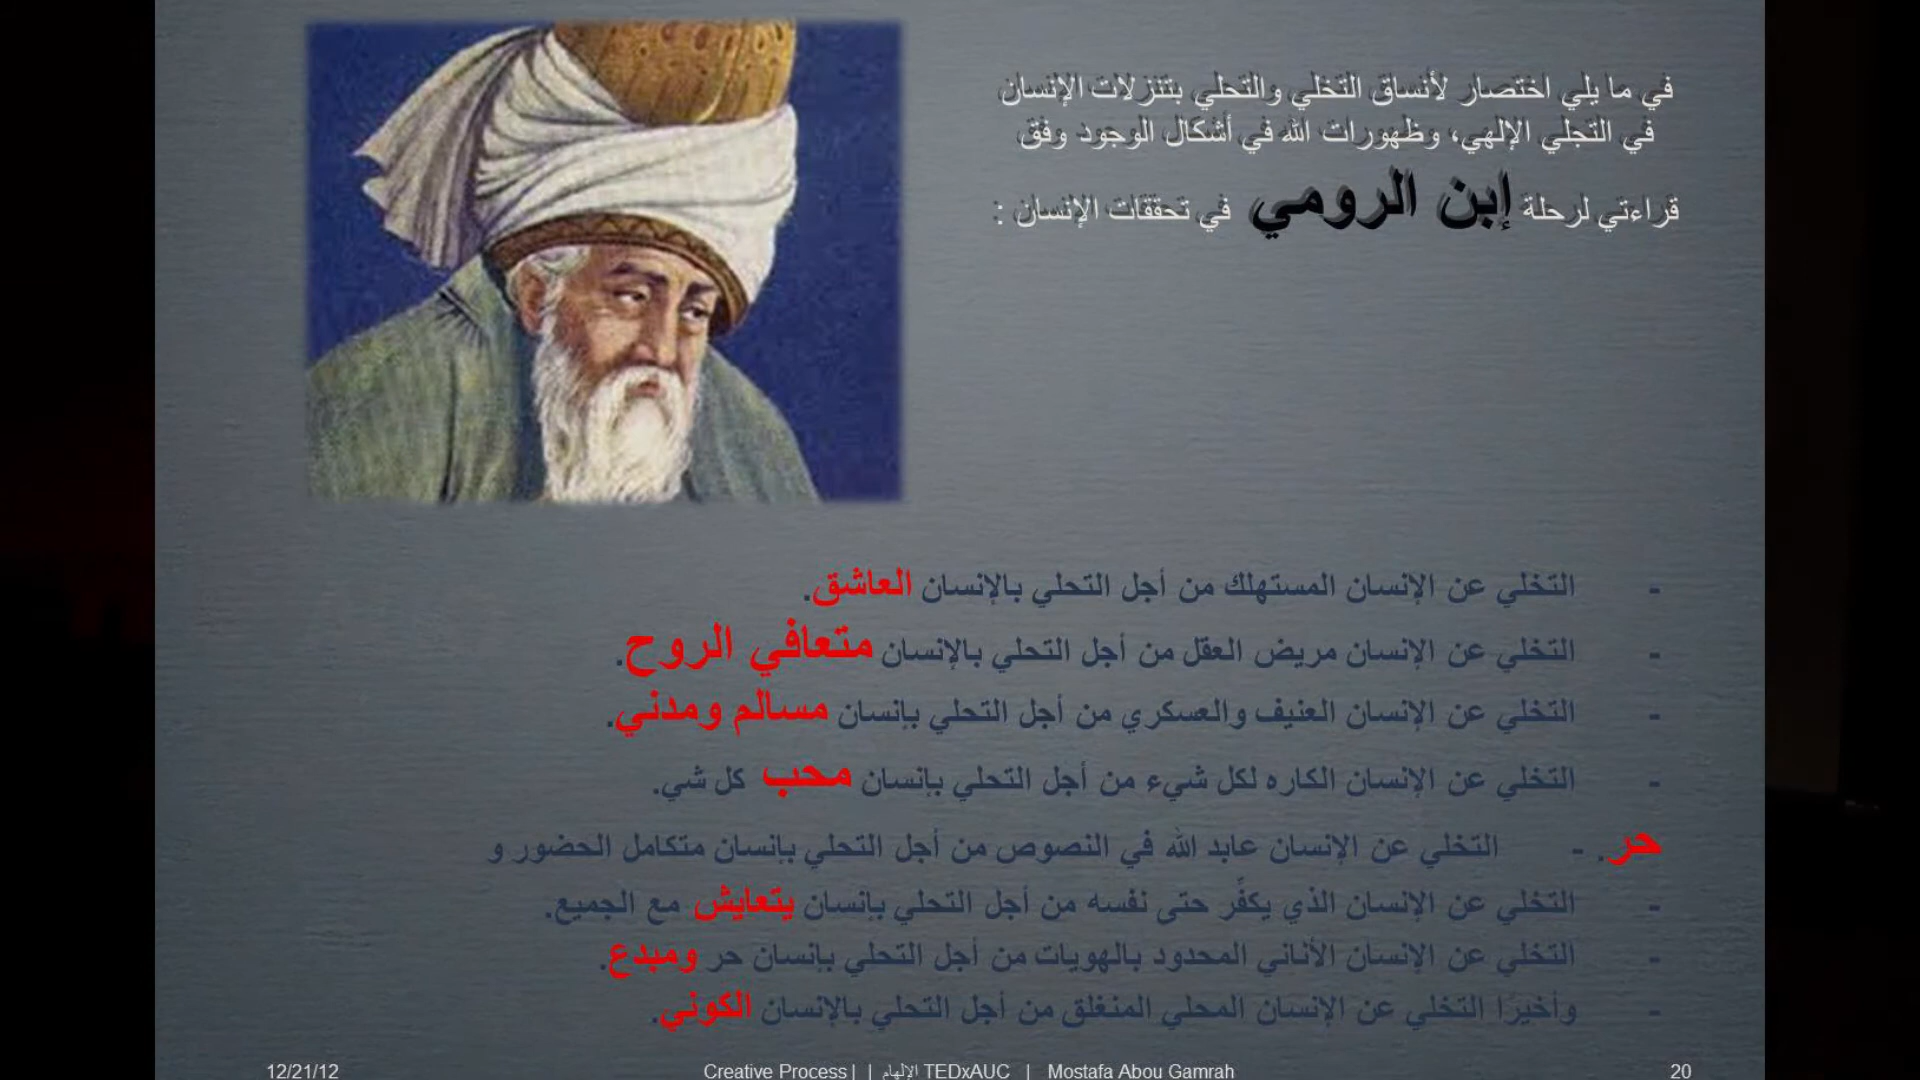 في ما يلي اختصار لأنساق التخلي والتحلي بتنزلات الإنسان
في التجلي الإلهي، وظهورات الله في أشكال الوجود وفق
قراءتي لرحلة إبن الرومي في تحققات الإنسان :
- التخلي عن الإنسان المستهلك من أجل التحلي بالإنسان العاشق.
- التخلي عن الإنسان مريض العقل من أجل التحلي بالإنسان متعافي الروح.
- التخلي عن الإنسان العنيف والعسكري من أجل التحلي بإنسان مسالم ومدني.
- التخلي عن الإنسان الكاره لكل شيء من أجل التحلي بإنسان محب كل شي.
حر. - التخلي عن الإنسان عابد الله في النصوص من أجل التحلي بإنسان متكامل الحضور و
- التخلي عن الإنسان الذي يكفِّر حتى نفسه من أجل التحلي بإنسان يتعايش مع الجميع.
- التخلي عن الإنسان الأناني المحدود بالهويات من أجل التحلي بإنسان حر ومبدع.
- وأخيرًا التخلي عن الإنسان المحلي المنغلق من أجل التحلي بالإنسان الكوني.
12/21/12 Creative Process | | الإلهام TEDxAUC | Mostafa Abou Gamrah 20